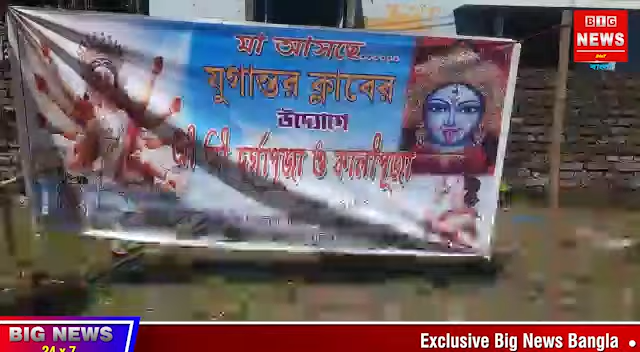 BIG
NEWS
মা আসছে
যুগান্তর ক্লাবের
উদ্যোগে
শ্রী শ্রী দূর্গাপূজা ও কালীপূজা
BIG NEWS
24 x 7
Exclusive Big News Bangla